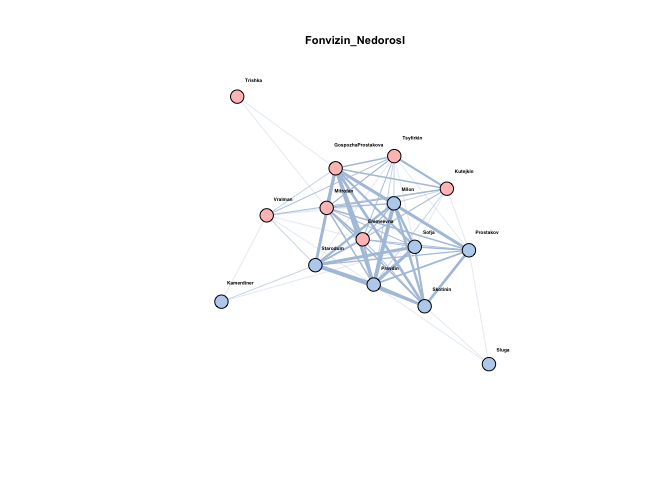 Fonvizin_Nedorosl
Trishka
Tsyfirkin
GospozhaProstakova
Kutejkin
Mitrofan
Milon
Vralman
Eremeevna
Sofja
Prostakov
Starodum
Pravdin
Kamerdiner
Skotinin
Sluga